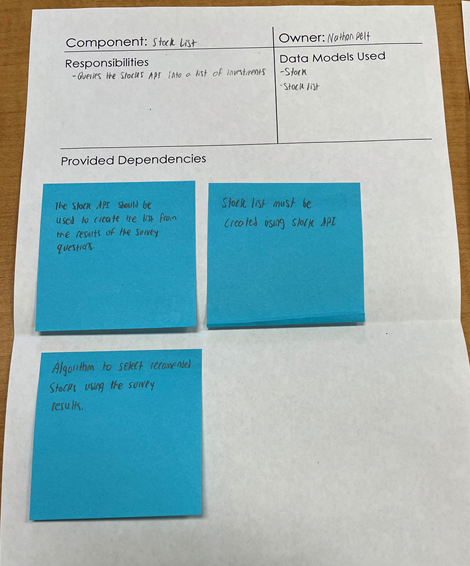 Component: Stock List
Owner: Nathan Pelt
Responsibilities
- Queries the Stocks API into a list of investments
Data Models Used
- Stock
- Stock list
Provided Dependencies
The Stock API should be
used to create the list from
the results of the survey
questions
Stock list must be
created using Stock API
Algorithm to select recomended
Stocks using the survey
results.